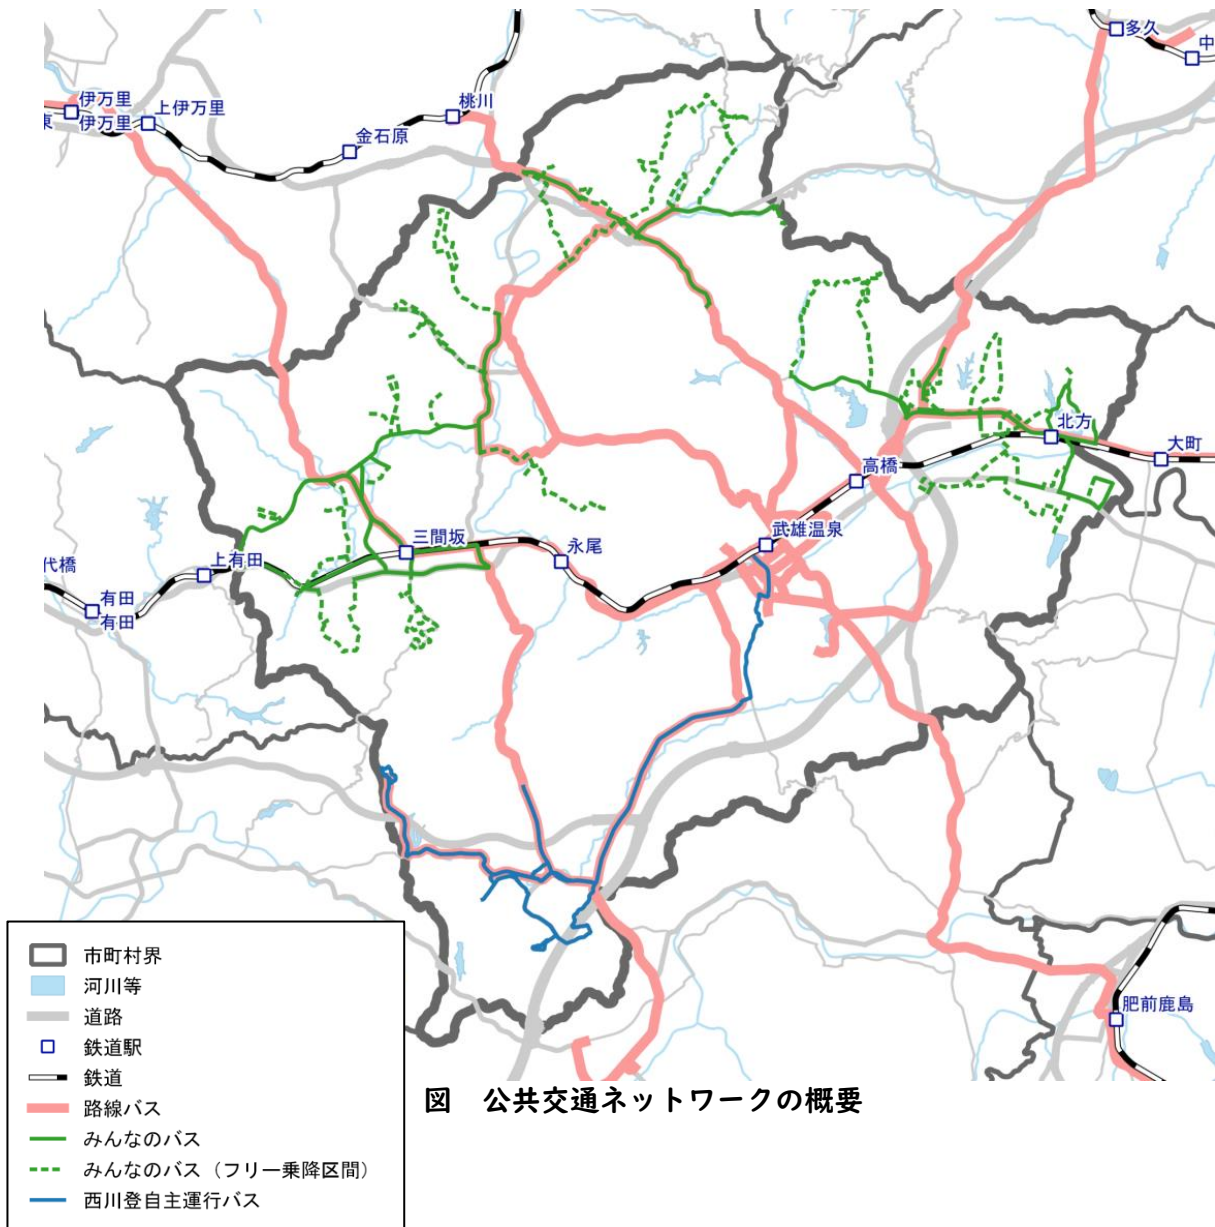 多久
中
伊万里
伊万里
上伊万里
東
桃川
金石原
北方
大町
高橋
武雄温泉
三間坂
永尾
上有田
代橋
有田
有田
肥前鹿島
市町村界
河川等
道路
鉄道駅
鉄道
路線バス
みんなのバス
みんなのバス（フリー乗降区間）
西川登自主運行バス
図 公共交通ネットワークの概要